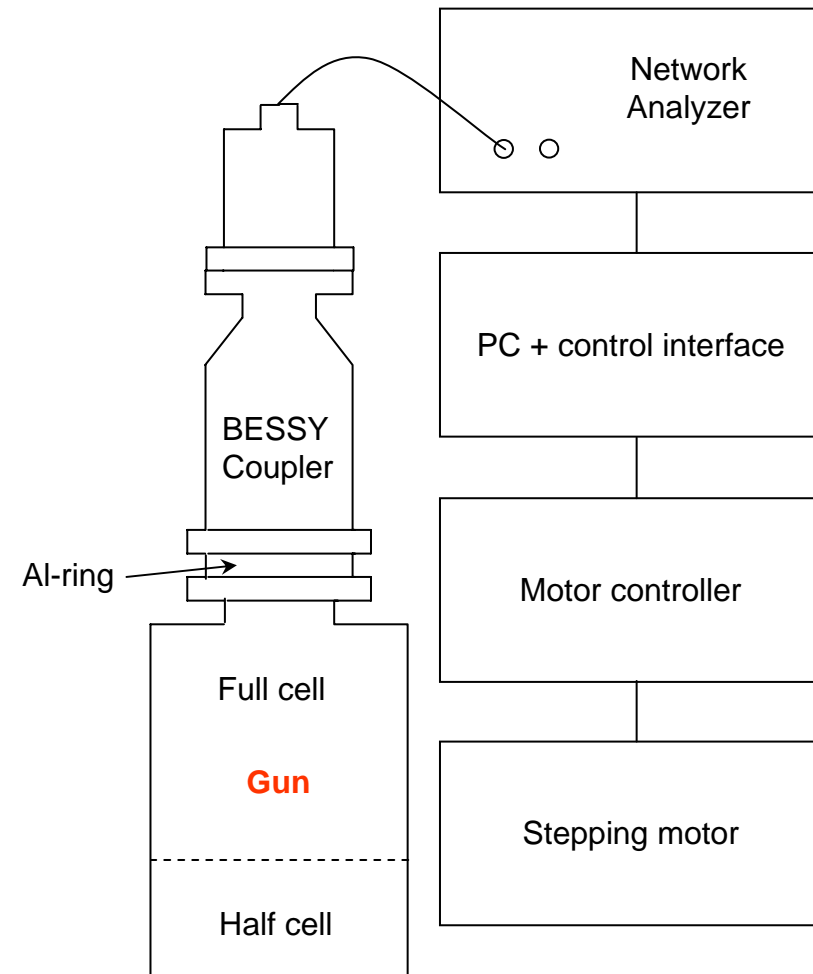 Network
Analyzer
PC + control interface
BESSY
Coupler
Al-ring
Motor controller
Full cell
Gun
Stepping motor
Half cell